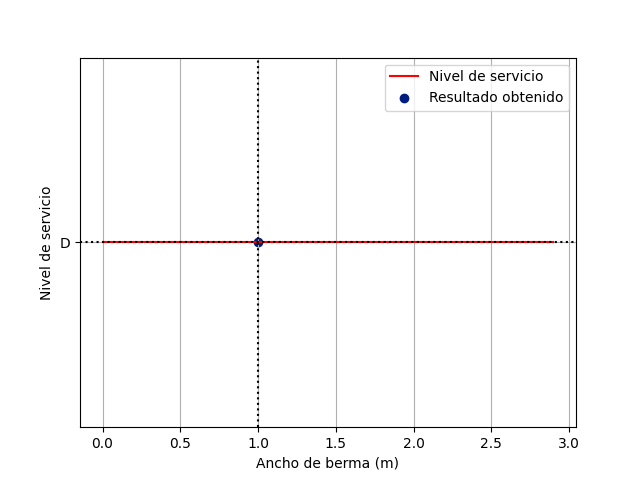 Nivel de servicio
Resultado obtenido
Nivel de servicio
D
0.0 0.5 1.0 1.5 2.0 2.5 3.0
Ancho de berma (m)